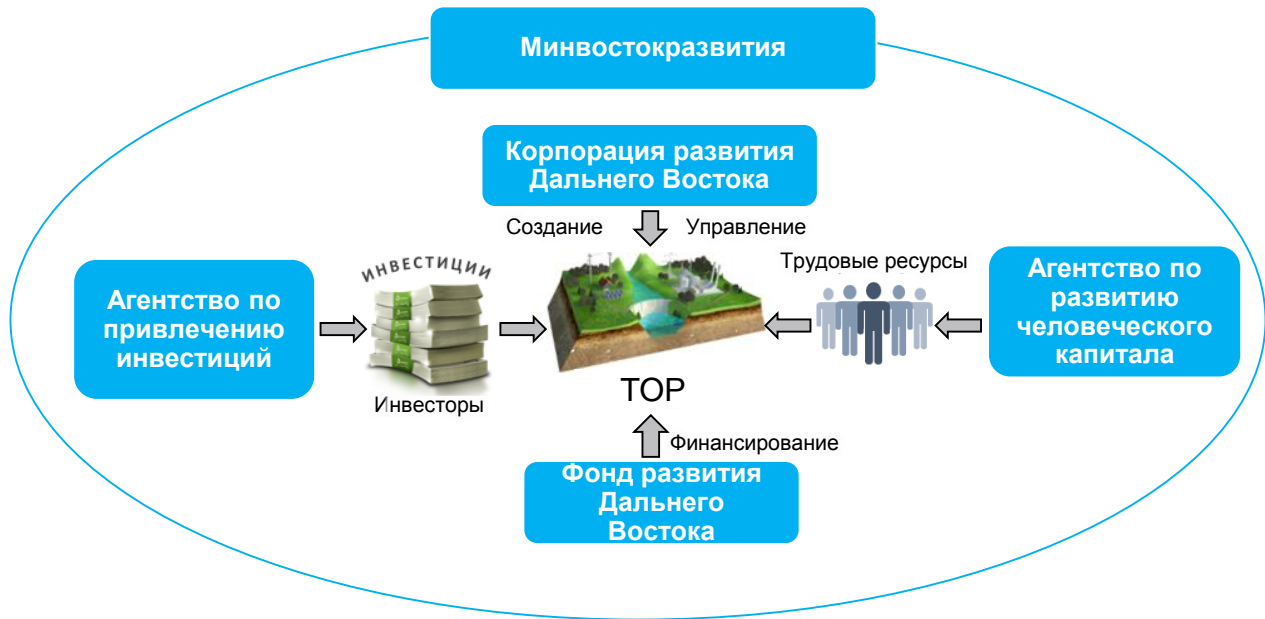 Минвостокразвития
Корпорация развития
Дальнего Востока
Создание
Управление
ИНВЕСТИЦИИ
Трудовые ресурсы
Агентство по
привлечению
инвестиций
Агентство по
развитию
человеческого
капитала
Инвесторы
ТОР
Финансирование
Фонд развития
Дальнего
Востока